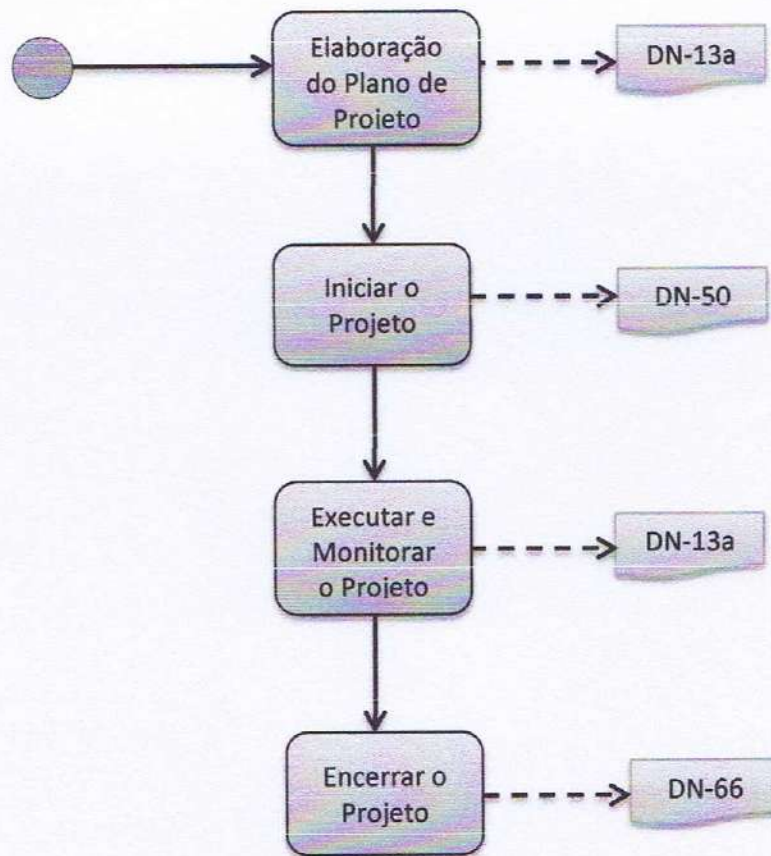 Elaboração
do Plano de
Projeto
DN-13a
Iniciar o
Projeto
DN-50
Executar e
Monitorar
o Projeto
DN-13a
Encerrar o
Projeto
DN-66